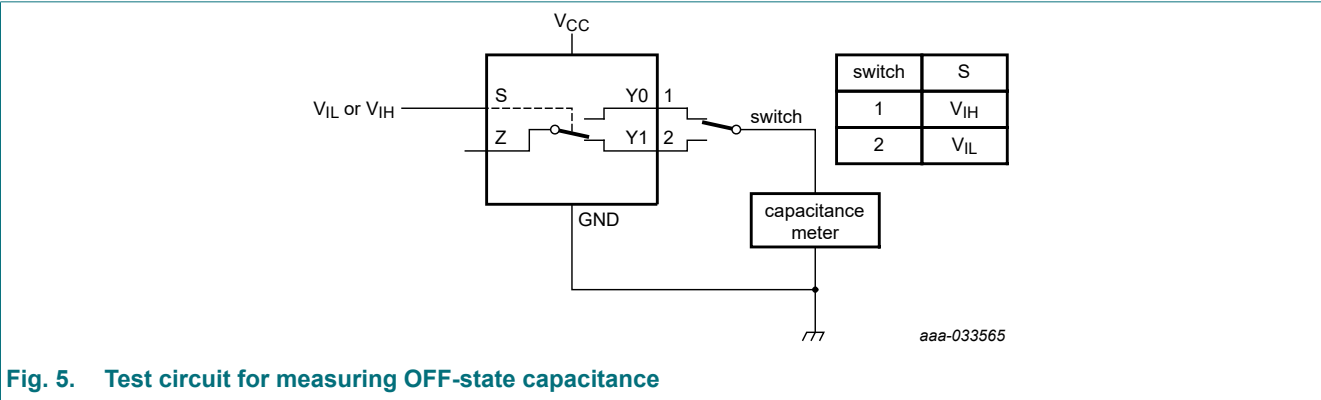 VCC
switch S
S Y0 1
VIL or VIH
1 VIH
switch
Z Y1 2
2 VIL
GND
capacitance
meter
aaa-033565
Fig. 5. Test circuit for measuring OFF-state capacitance